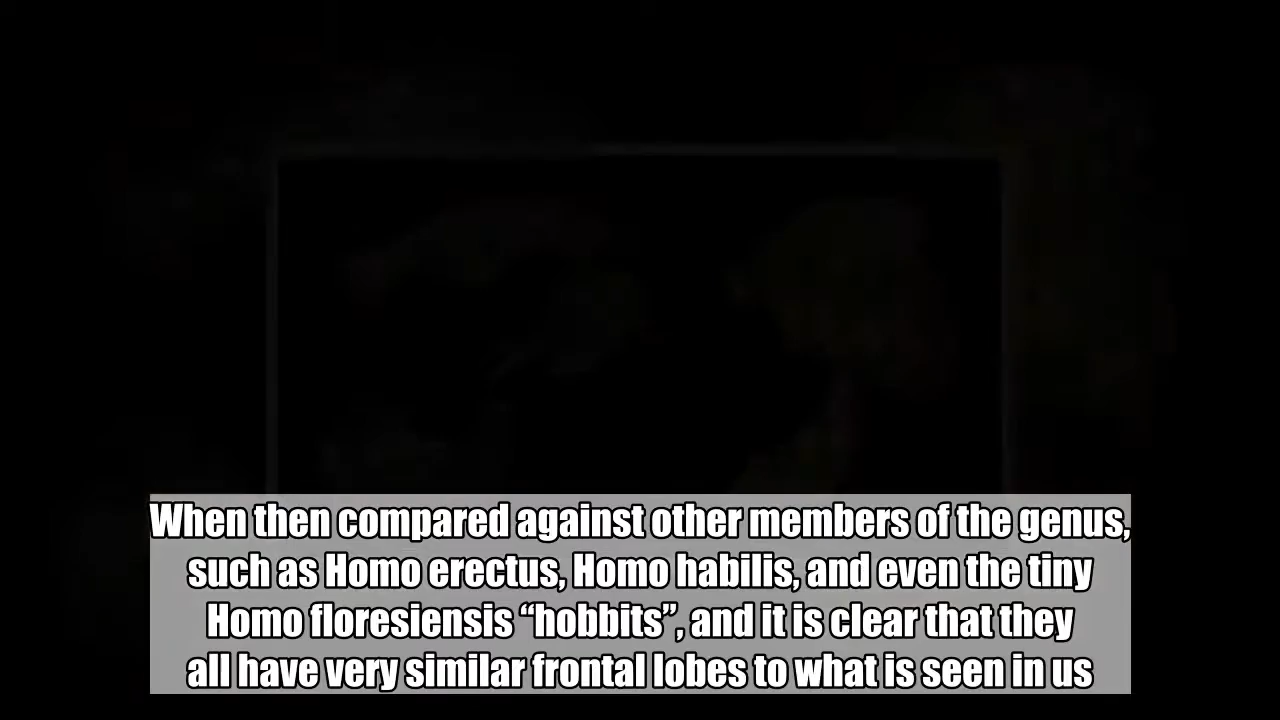 When then compared against other members of the genus,
such as Homo erectus, Homo habilis, and even the tiny
Homo floresiensis “hobbits”, and it is clear that they
all have very similar frontal lobes to what is seen in us